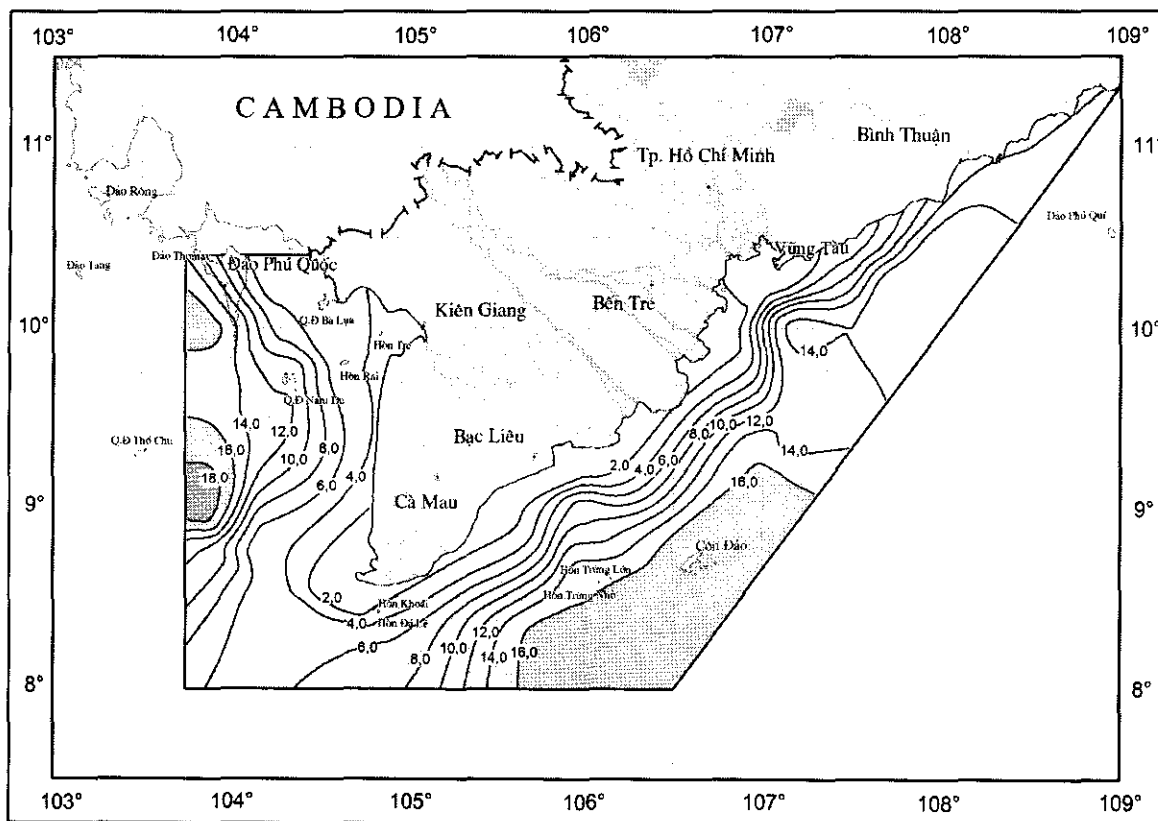 103° 104° 105° 106° 107° 108° 109°
CAMBODIA
11°
Bình Thuận
11°
Tp. Hồ Chí Minh
Đảo Rông
Đảo Phú Quí
Vũng Tàu
Đảo Phú Quốc
Đảo Tang
Bến Tre
Kiên Giang
Q.Đ Bà Lụa
10°
10°
Hòn Tre
14,0
Hòn Rái
Q.Đ Nam Du
14,0
12,0
10,0
12,0
8,0
8,0
Q.Đ Thổ Chu
Bạc Liêu
6,0
14,0
16,0
10,0
4,0
2,0
4,0
18,0
6,0
16,0
9°
Cà Mau
9°
Côn Đảo
Hòn Trứng Lớn
2,0
Hòn Khoai
Hòn Trứng Nhỏ
4,0
Hòn Đá Lẻ
12,0
6,0
10,0
8,0
14,0
16,0
8°
8°
103° 104° 105° 106° 107° 108° 109°